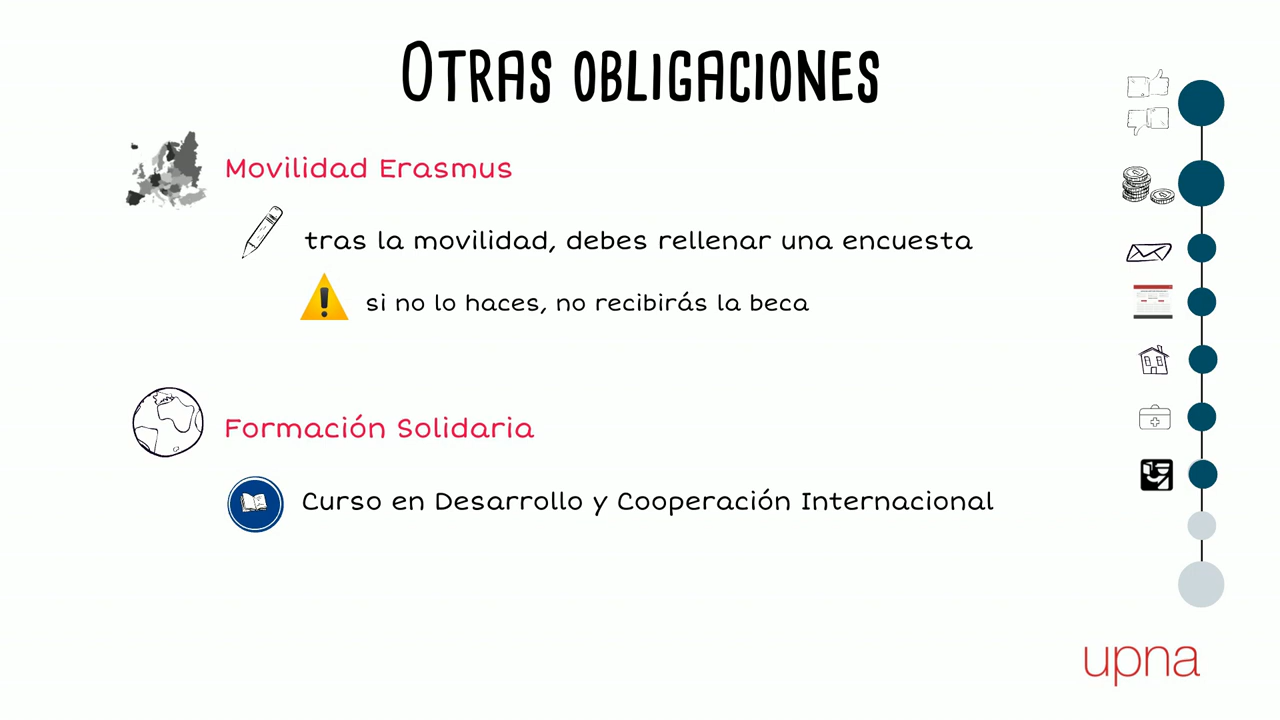 OTRAS OBLIGACIONES
Movilidad Erasmus
tras la movilidad, debes rellenar una encuesta
si no lo haces, no recibirás la beca
Formación Solidaria
Curso en Desarrollo y Cooperación Internacional
upna